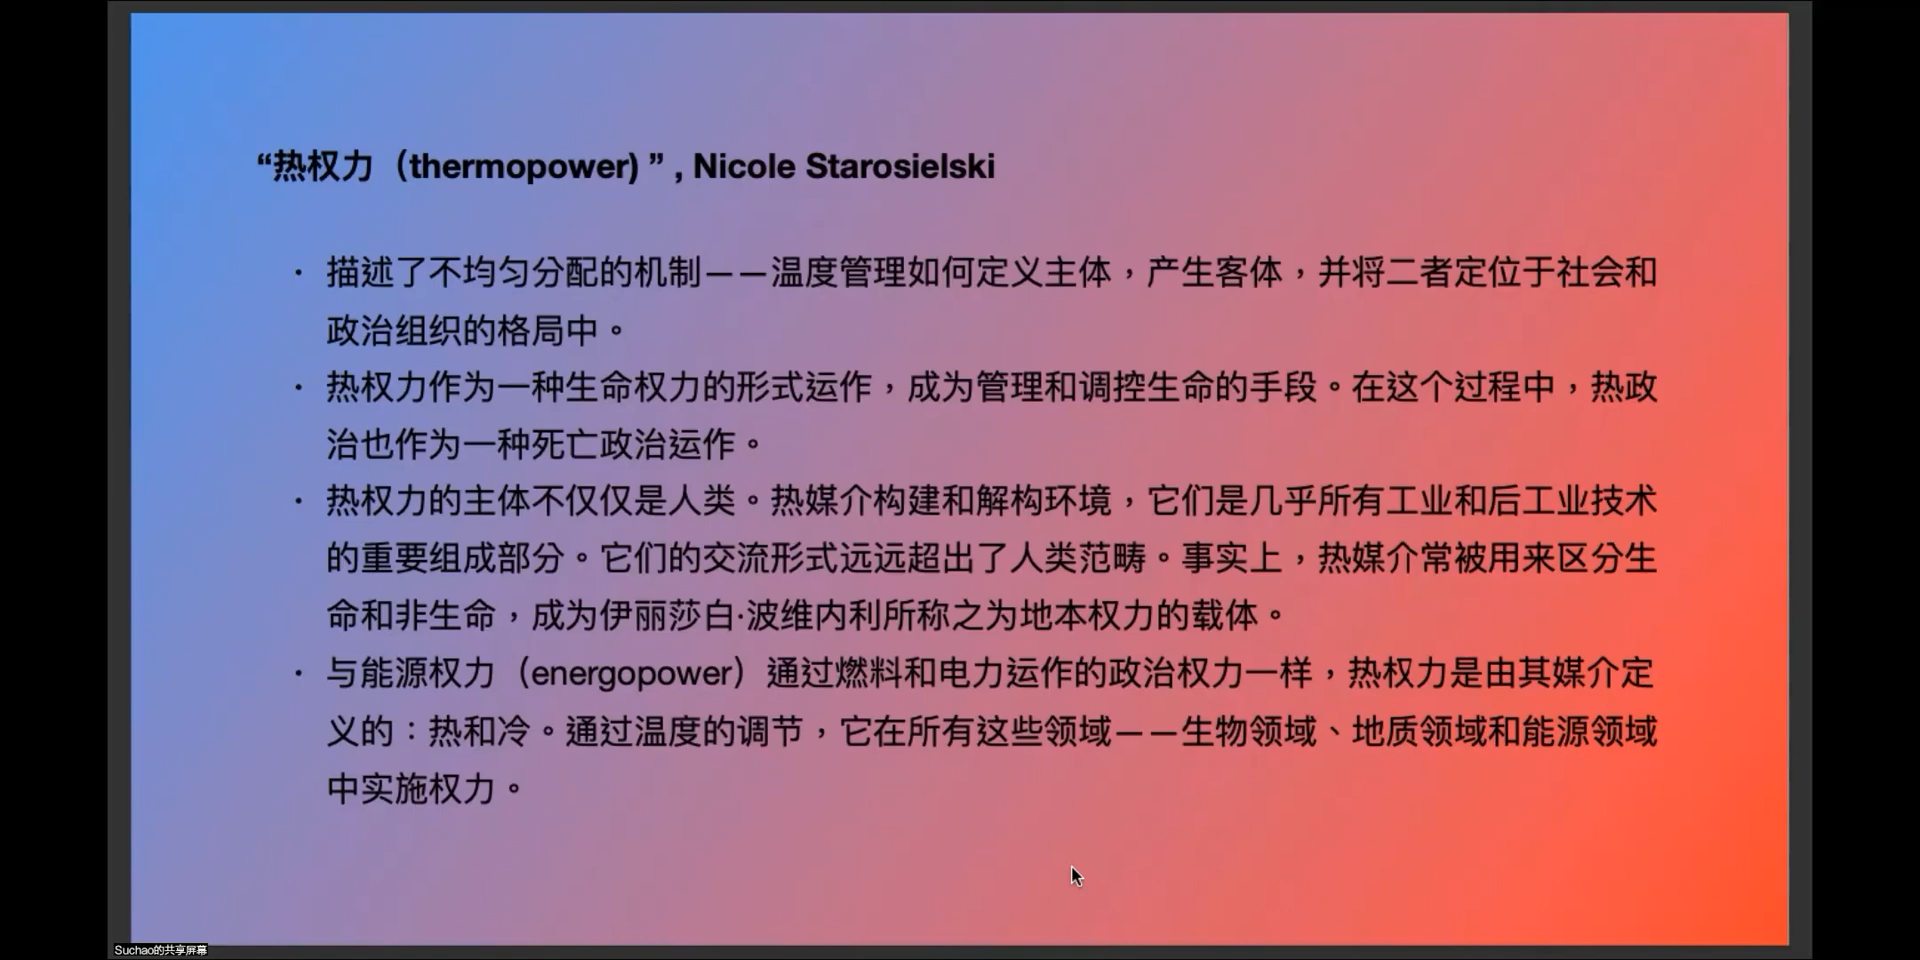 “热权力（thermopower) ” , Nicole Starosielski
· 描述了不均匀分配的机制——温度管理如何定义主体，产生客体，并将二者定位于社会和
政治组织的格局中。
· 热权力作为一种生命权力的形式运作，成为管理和调控生命的手段。在这个过程中，热政
治也作为一种死亡政治运作。
· 热权力的主体不仅仅是人类。热媒介构建和解构环境，它们是几乎所有工业和后工业技术
的重要组成部分。它们的交流形式远远超出了人类范畴。事实上，热媒介常被用来区分生
命和非生命，成为伊丽莎白·波维内利所称之为地本权力的载体。
· 与能源权力（energopower）通过燃料和电力运作的政治权力一样，热权力是由其媒介定
义的：热和冷。通过温度的调节，它在所有这些领域——生物领域、地质领域和能源领域
中实施权力。
Suchao的共享屏幕